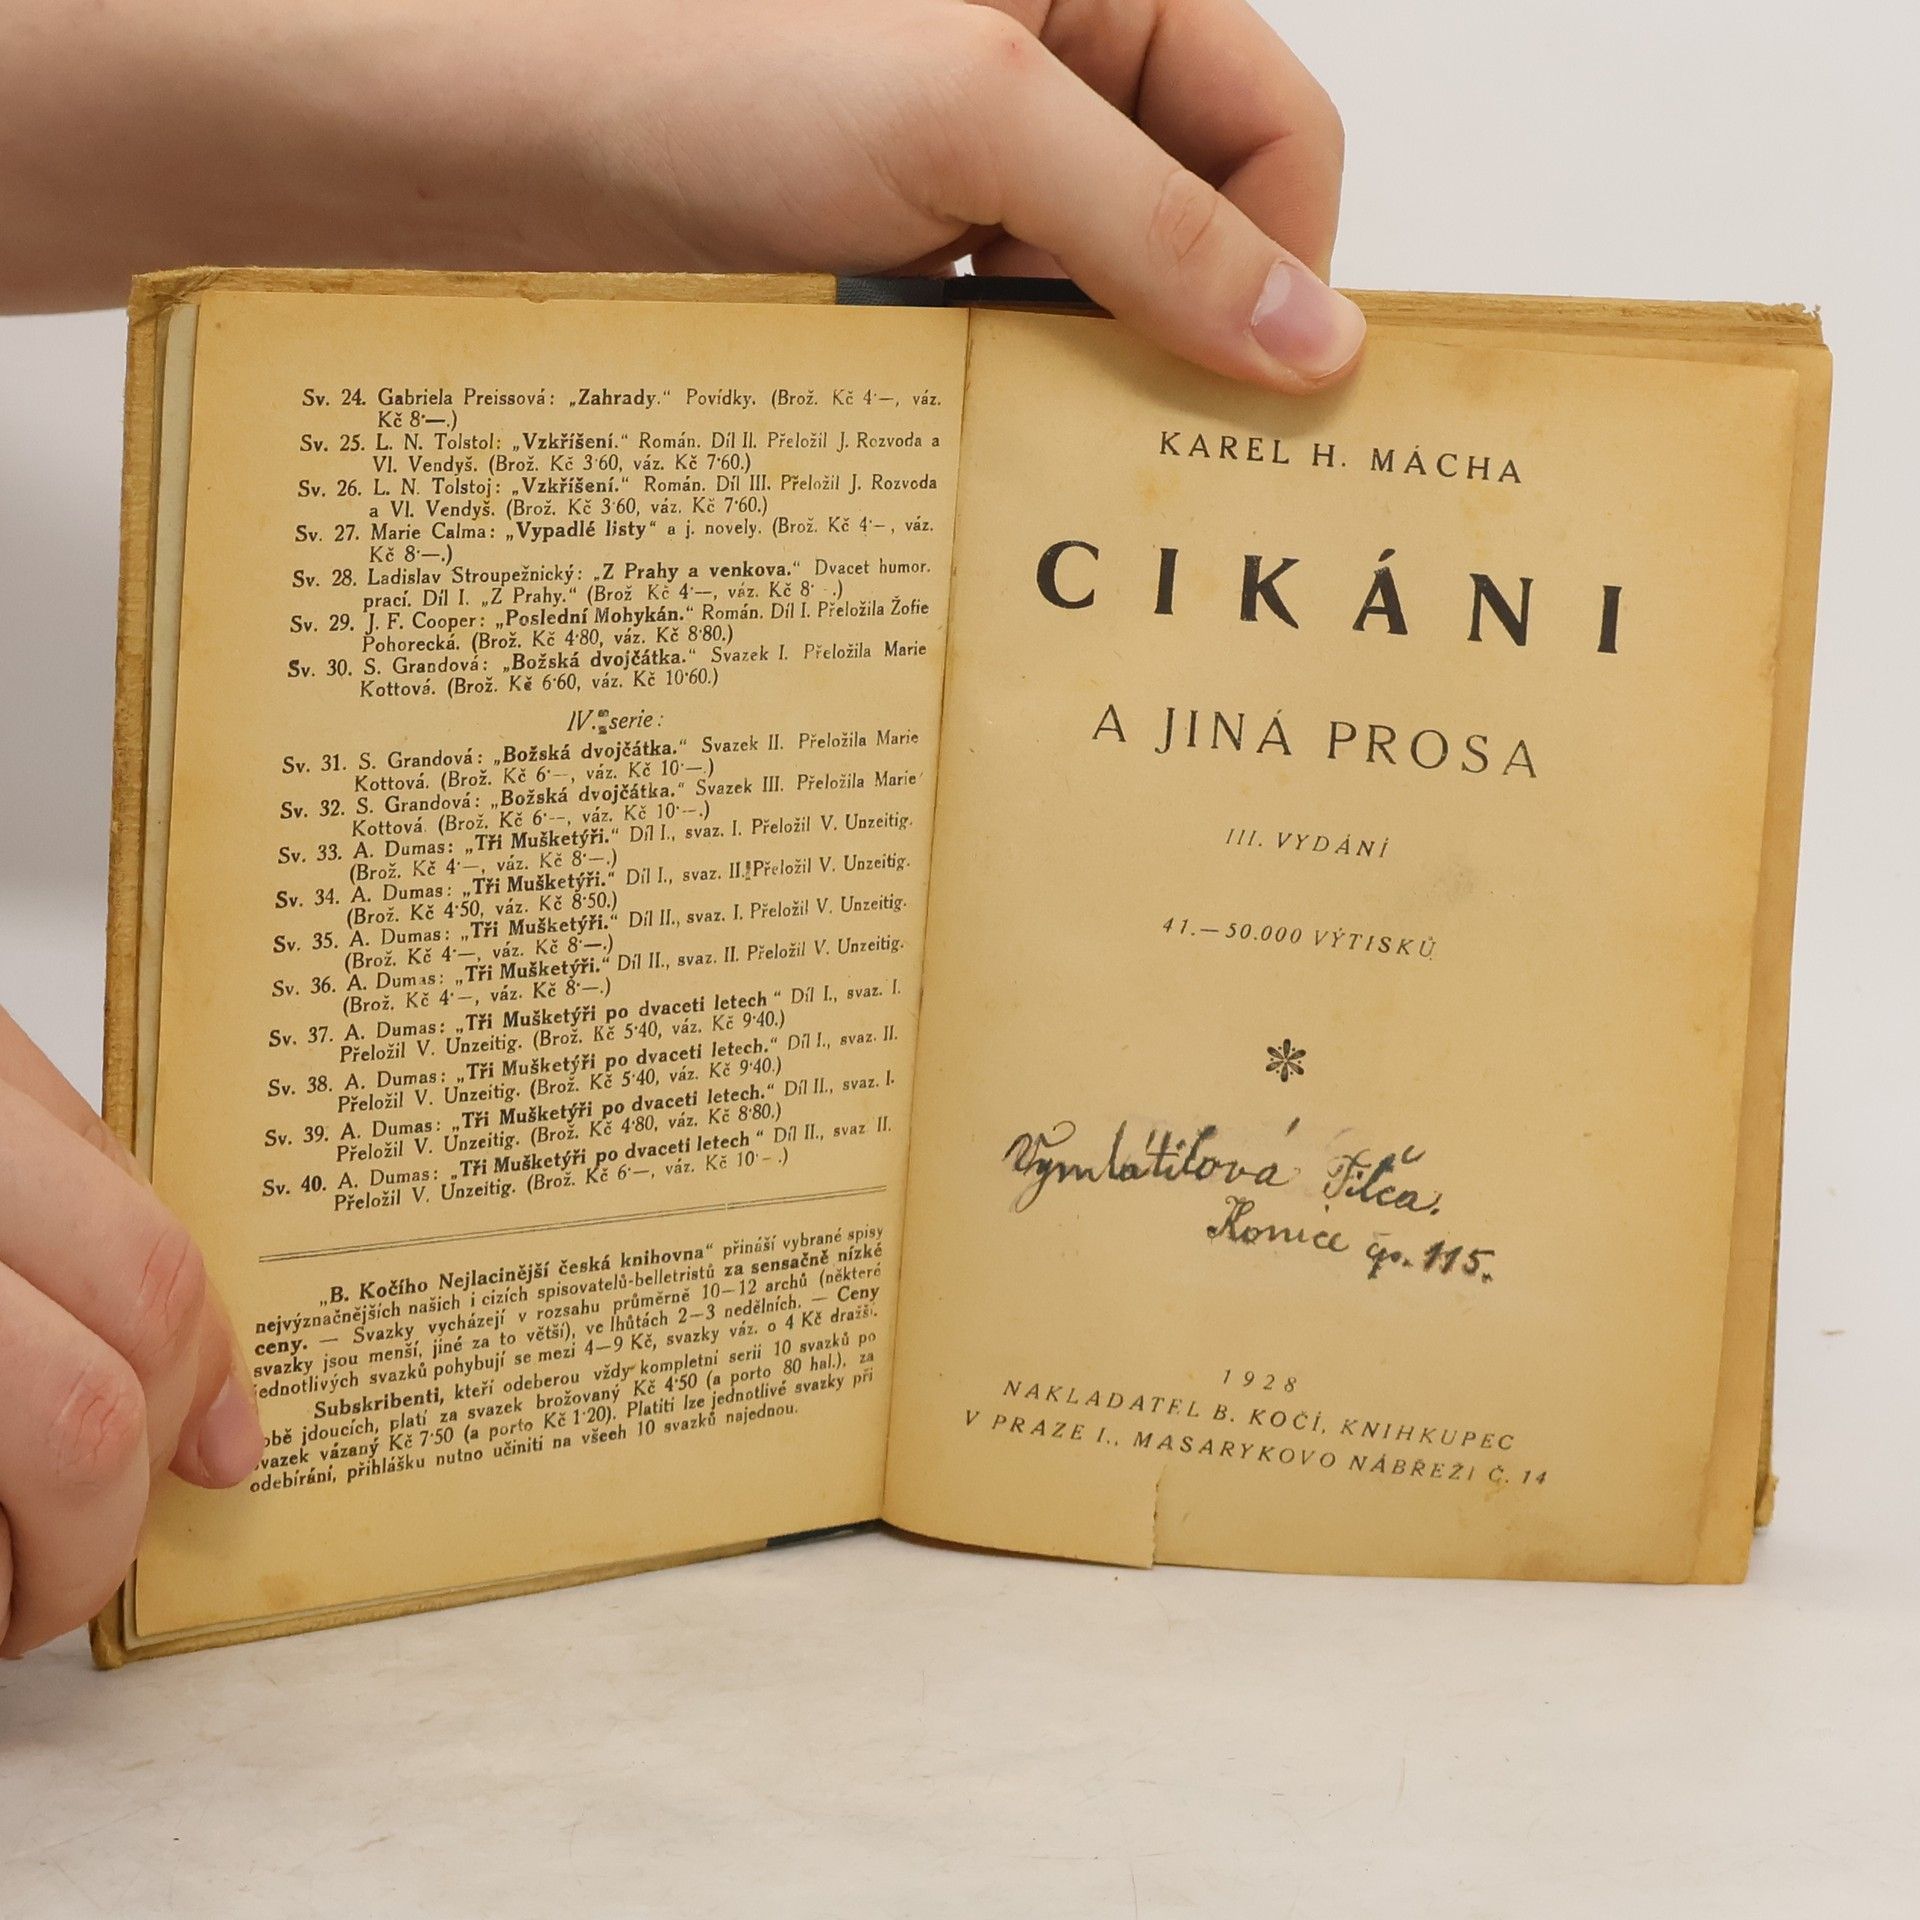 Sv. 24. Gabriela Preissová: „Zahrady.“ Povídky. (Brož. Kč 4·—, váz.
Kč 8·—.)
Sv. 25. L. N. Tolstoj: „Vzkříšení.“ Román. Díl II. Přeložil J. Rozvoda a
Vl. Vendyš. (Brož. Kč 3·60, váz. Kč 7·60.)
Sv. 26. L. N. Tolstoj: „Vzkříšení.“ Román. Díl III. Přeložil J. Rozvoda
a Vl. Vendyš. (Brož. Kč 3·60, váz. Kč 7·60.)
Sv. 27. Marie Calma: „Vypadlé listy“ a j. novely. (Brož. Kč 4·—, váz.
Kč 8·—.)
Sv. 28. Ladislav Stroupežnický: „Z Prahy a venkova.“ Dvacet humor.
prací. Díl I. „Z Prahy.“ (Brož Kč 4·—, váz. Kč 8· -.)
Sv. 29. J. F. Cooper: „Poslední Mohykán.“ Román. Díl I. Přeložila Žofie
Pohorecká. (Brož. Kč 4·80, váz. Kč 8·80.)
Sv. 30. S. Grandová: „Božská dvojčátka.“ Svazek I. Přeložila Marie
Kottová. (Brož. Kč 6·60, váz. Kč 10·60.)
IV. serie:
Sv. 31. S. Grandová: „Božská dvojčátka.“ Svazek II. Přeložila Marie
Kottová. (Brož. Kč 6·—, váz. Kč 10·—.)
Sv. 32. S. Grandová: „Božská dvojčátka.“ Svazek III. Přeložila Marie
Kottová. (Brož. Kč 6·—, váz. Kč 10·—.)
Sv. 33. A. Dumas: „Tři Mušketýři.“ Díl I., svaz. I. Přeložil V. Unzeitig.
(Brož. Kč 4·—, váz. Kč 8·—.)
Sv. 34. A. Dumas: „Tři Mušketýři.“ Díl I., svaz. II. Přeložil V. Unzeitig.
(Brož. Kč 4·50, váz. Kč 8·50.)
Sv. 35. A. Dumas: „Tři Mušketýři.“ Díl II., svaz. I. Přeložil V. Unzeitig.
(Brož. Kč 4·—, váz. Kč 8·—.)
Sv. 36. A. Dumas: „Tři Mušketýři.“ Díl II., svaz. II. Přeložil V. Unzeitig.
(Brož. Kč 4·—, váz. Kč 8·—.)
Sv. 37. A. Dumas: „Tři Mušketýři po dvaceti letech “ Díl I., svaz. I.
Přeložil V. Unzeitig. (Brož. Kč 5·40, váz. Kč 9·40.)
Sv. 38. A. Dumas: „Tři Mušketýři po dvaceti letech.“ Díl I., svaz. II.
Přeložil V. Unzeitig. (Brož. Kč 5·40, váz. Kč 9·40.)
Sv. 39. A. Dumas: „Tři Mušketýři po dvaceti letech.“ Díl II., svaz. I.
Přeložil V. Unzeitig. (Brož. Kč 4·80, váz. Kč 8·80.)
Sv. 40. A. Dumas: „Tři Mušketýři po dvaceti letech “ Díl II., svaz II.
Přeložil V. Unzeitig. (Brož. Kč 6·—, váz. Kč 10·—.)
„B. Kočího Nejlacinější česká knihovna“ přináší vybrané spisy
nejvýznačnějších našich i cizích spisovatelů-belletristů za sensačně nízké
ceny. — Svazky vycházejí v rozsahu průměrně 10—12 archů (některé
svazky jsou menší, jiné za to větší), ve lhůtách 2—3 nedělních. — Ceny
jednotlivých svazků pohybují se mezi 4—9 Kč, svazky váz. o 4 Kč dražší.
Subskribenti, kteří odeberou vždy kompletní serii 10 svazků po
obě jdoucích, platí za svazek brožovaný Kč 4·50 (a porto 80 hal.), za
svazek vázaný Kč 7·50 (a porto Kč 1·20). Platiti lze jednotlivé svazky při
odebírání, přihlášku nutno učiniti na všech 10 svazků najednou.
KAREL H. MÁCHA
CIKÁNI
A JINÁ PROSA
III. VYDÁNÍ
41.—50.000 VÝTISKŮ
Vymlátilová Filča.
Konice čp. 115.
1928
NAKLADATEL B. KOČÍ, KNIHKUPEC
V PRAZE I., MASARYKOVO NÁBŘEŽÍ Č. 14